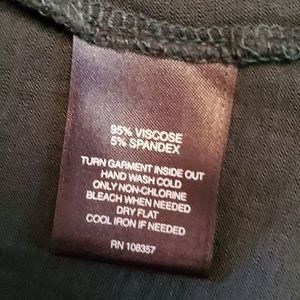 95% VISCOSE
5% SPANDEX
TURN GARMENT INSIDE OUT
HAND WASH COLD
ONLY NON-CHLORINE
BLEACH WHEN NEEDED
DRY FLAT
COOL IRON IF NEEDED
RN 108357